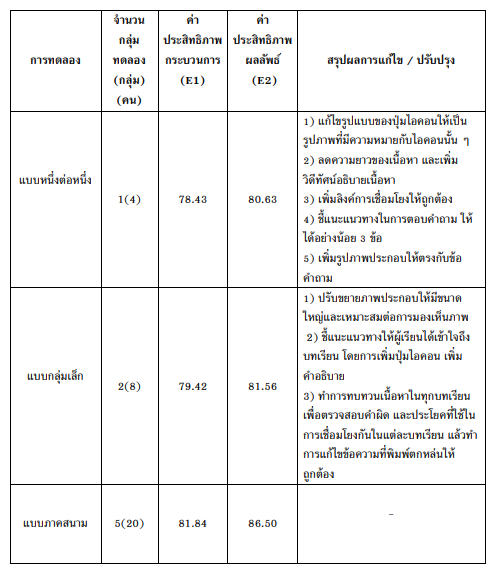 การทดลอง
จำนวน
กลุ่ม
ทดลอง
(กลุ่ม)
(คน)
ค่า
ประสิทธิภาพ
กระบวนการ
(E1)
ค่า
ประสิทธิภาพ
ผลลัพธ์
(E2)
สรุปผลการแก้ไข / ปรับปรุง
แบบหนึ่งต่อหนึ่ง
1(4)
78.43
80.63
1) แก้ไขรูปแบบของปุ่มไอคอนให้เป็น
รูปภาพที่มีความหมายกับไอคอนนั้น ๆ
2) ลดความยาวของเนื้อหา และเพิ่ม
วิดีทัศน์อธิบายเนื้อหา
3) เพิ่มลิงค์การเชื่อมโยงให้ถูกต้อง
4) ชี้แนะแนวทางในการตอบคำถาม ให้
ได้อย่างน้อย 3 ข้อ
5) เพิ่มรูปภาพประกอบให้ตรงกับข้อ
คำถาม
แบบกลุ่มเล็ก
2(8)
79.42
81.56
1) ปรับขยายภาพประกอบให้มีขนาด
ใหญ่และเหมาะสมต่อการมองเห็นภาพ
2) ชี้แนะแนวทางให้ผู้เรียนได้เข้าใจถึง
บทเรียน โดยการเพิ่มปุ่มไอคอน เพิ่ม
คำอธิบาย
3) ทำการทบทวนเนื้อหาในทุกบทเรียน
เพื่อตรวจสอบคำผิด และประโยคที่ใช้ใน
การเชื่อมโยงกันในแต่ละบทเรียน แล้วทำ
การแก้ไขข้อความที่พิมพ์ตกหล่นให้
ถูกต้อง
แบบภาคสนาม
5(20)
81.84
86.50
-